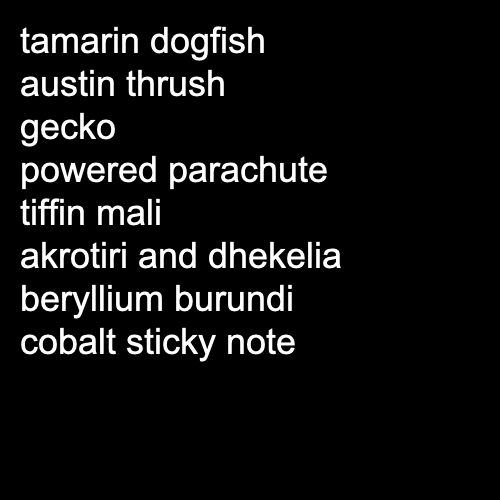 tamarin dogfish
austin thrush
gecko
powered parachute
tiffin mali
akrotiri and dhekelia
beryllium burundi
cobalt sticky note